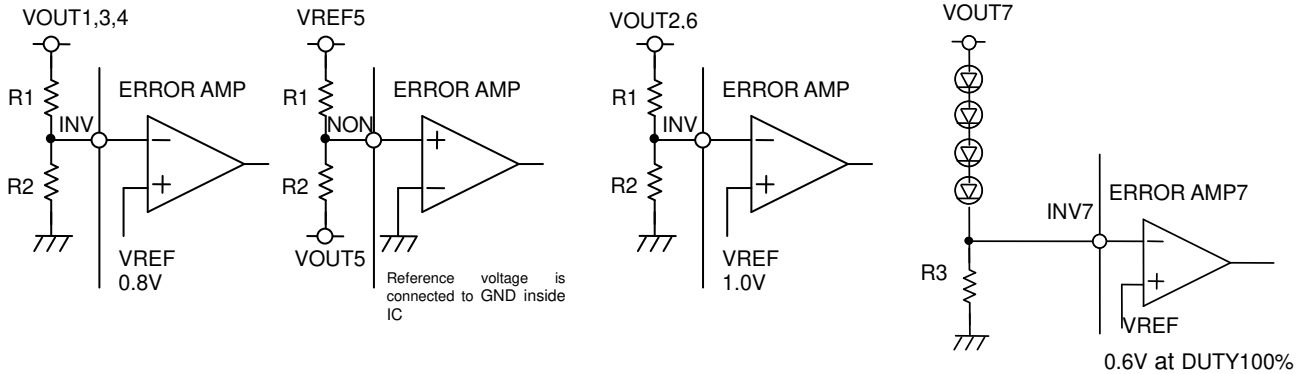 VOUT1,3,4
R1
ERROR AMP
INV
−
R2
+
VREF
0.8V
VREF5
R1
ERROR AMP
NON
+
R2
−
VOUT5
Reference voltage is
connected to GND inside
IC
VOUT2.6
R1
ERROR AMP
INV
−
R2
+
VREF
1.0V
VOUT7
ERROR AMP7
INV7
−
R3
+
VREF
0.6V at DUTY100%